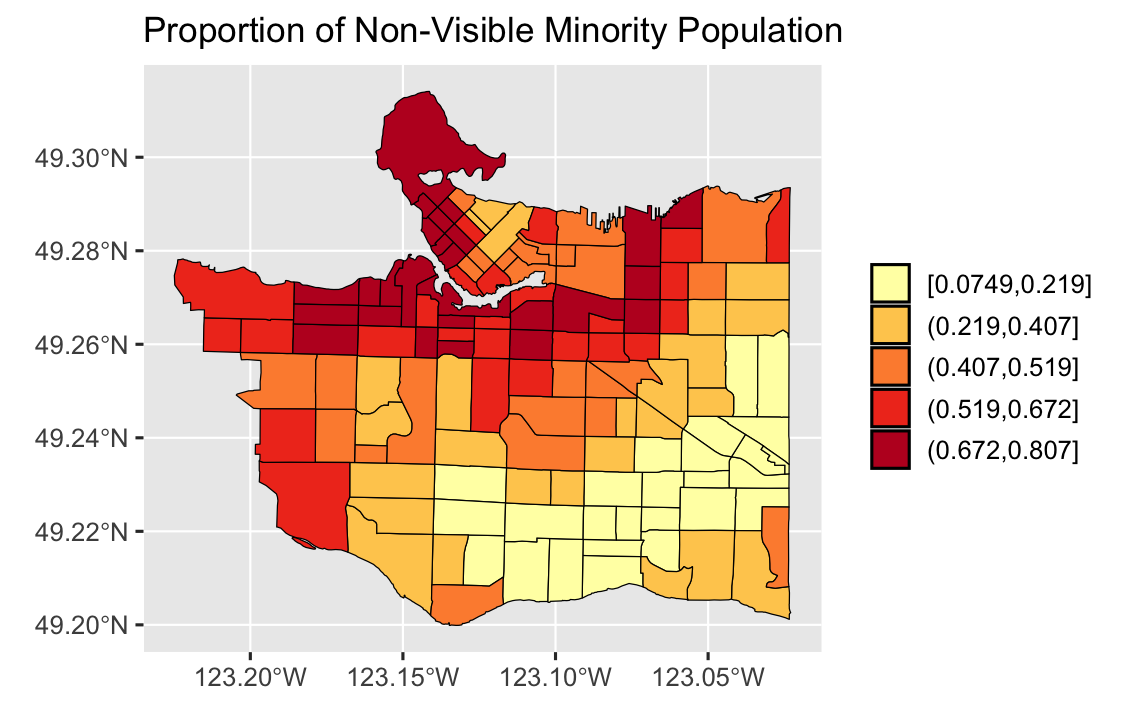 Proportion of Non-Visible Minority Population
49.30°N
49.28°N
49.26°N
49.24°N
49.22°N
49.20°N
123.20°W 123.15°W 123.10°W 123.05°W
[0.0749,0.219]
(0.219,0.407]
(0.407,0.519]
(0.519,0.672]
(0.672,0.807]